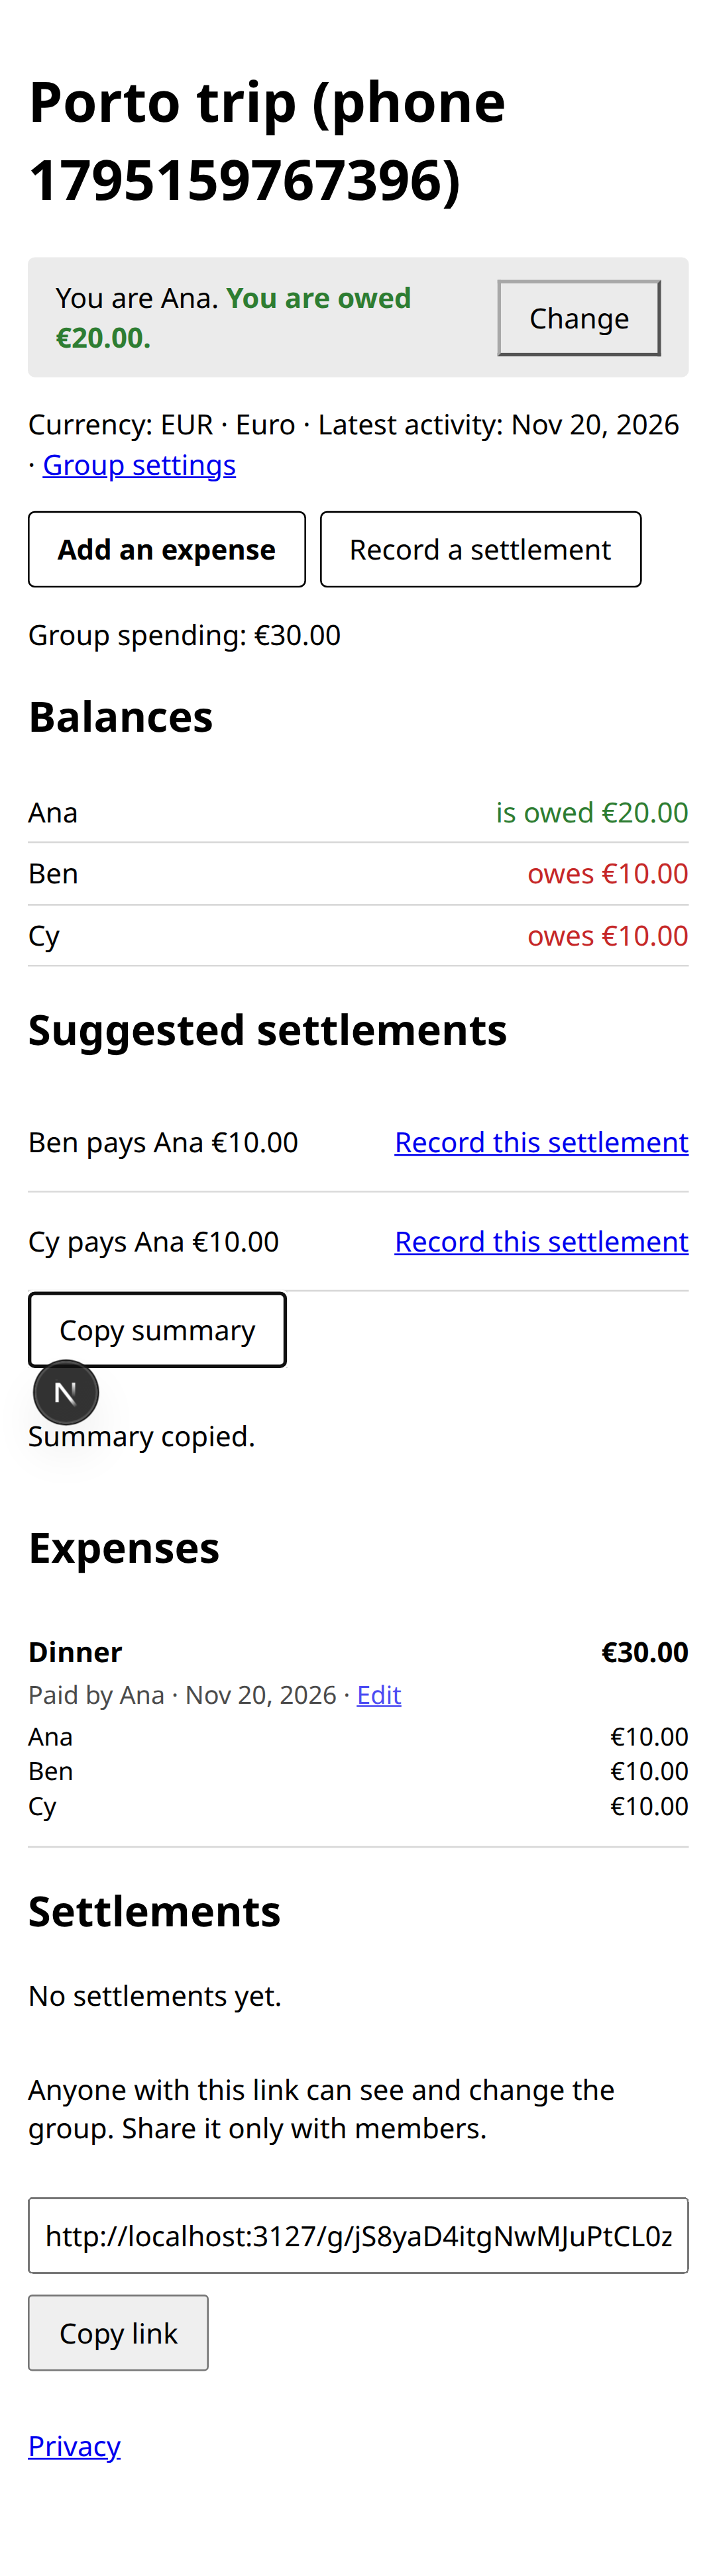 Porto trip (phone
1795159767396)
You are Ana. You are owed
€20.00.
Change
Currency: EUR · Euro · Latest activity: Nov 20, 2026
· Group settings
Add an expense
Record a settlement
Group spending: €30.00
Balances
Ana is owed €20.00
Ben owes €10.00
Cy owes €10.00
Suggested settlements
Ben pays Ana €10.00 Record this settlement
Cy pays Ana €10.00 Record this settlement
Copy summary
N
Summary copied.
Expenses
Dinner €30.00
Paid by Ana · Nov 20, 2026 · Edit
Ana €10.00
Ben €10.00
Cy €10.00
Settlements
No settlements yet.
Anyone with this link can see and change the
group. Share it only with members.
http://localhost:3127/g/jS8yaD4itgNwMJuPtCL0z
Copy link
Privacy